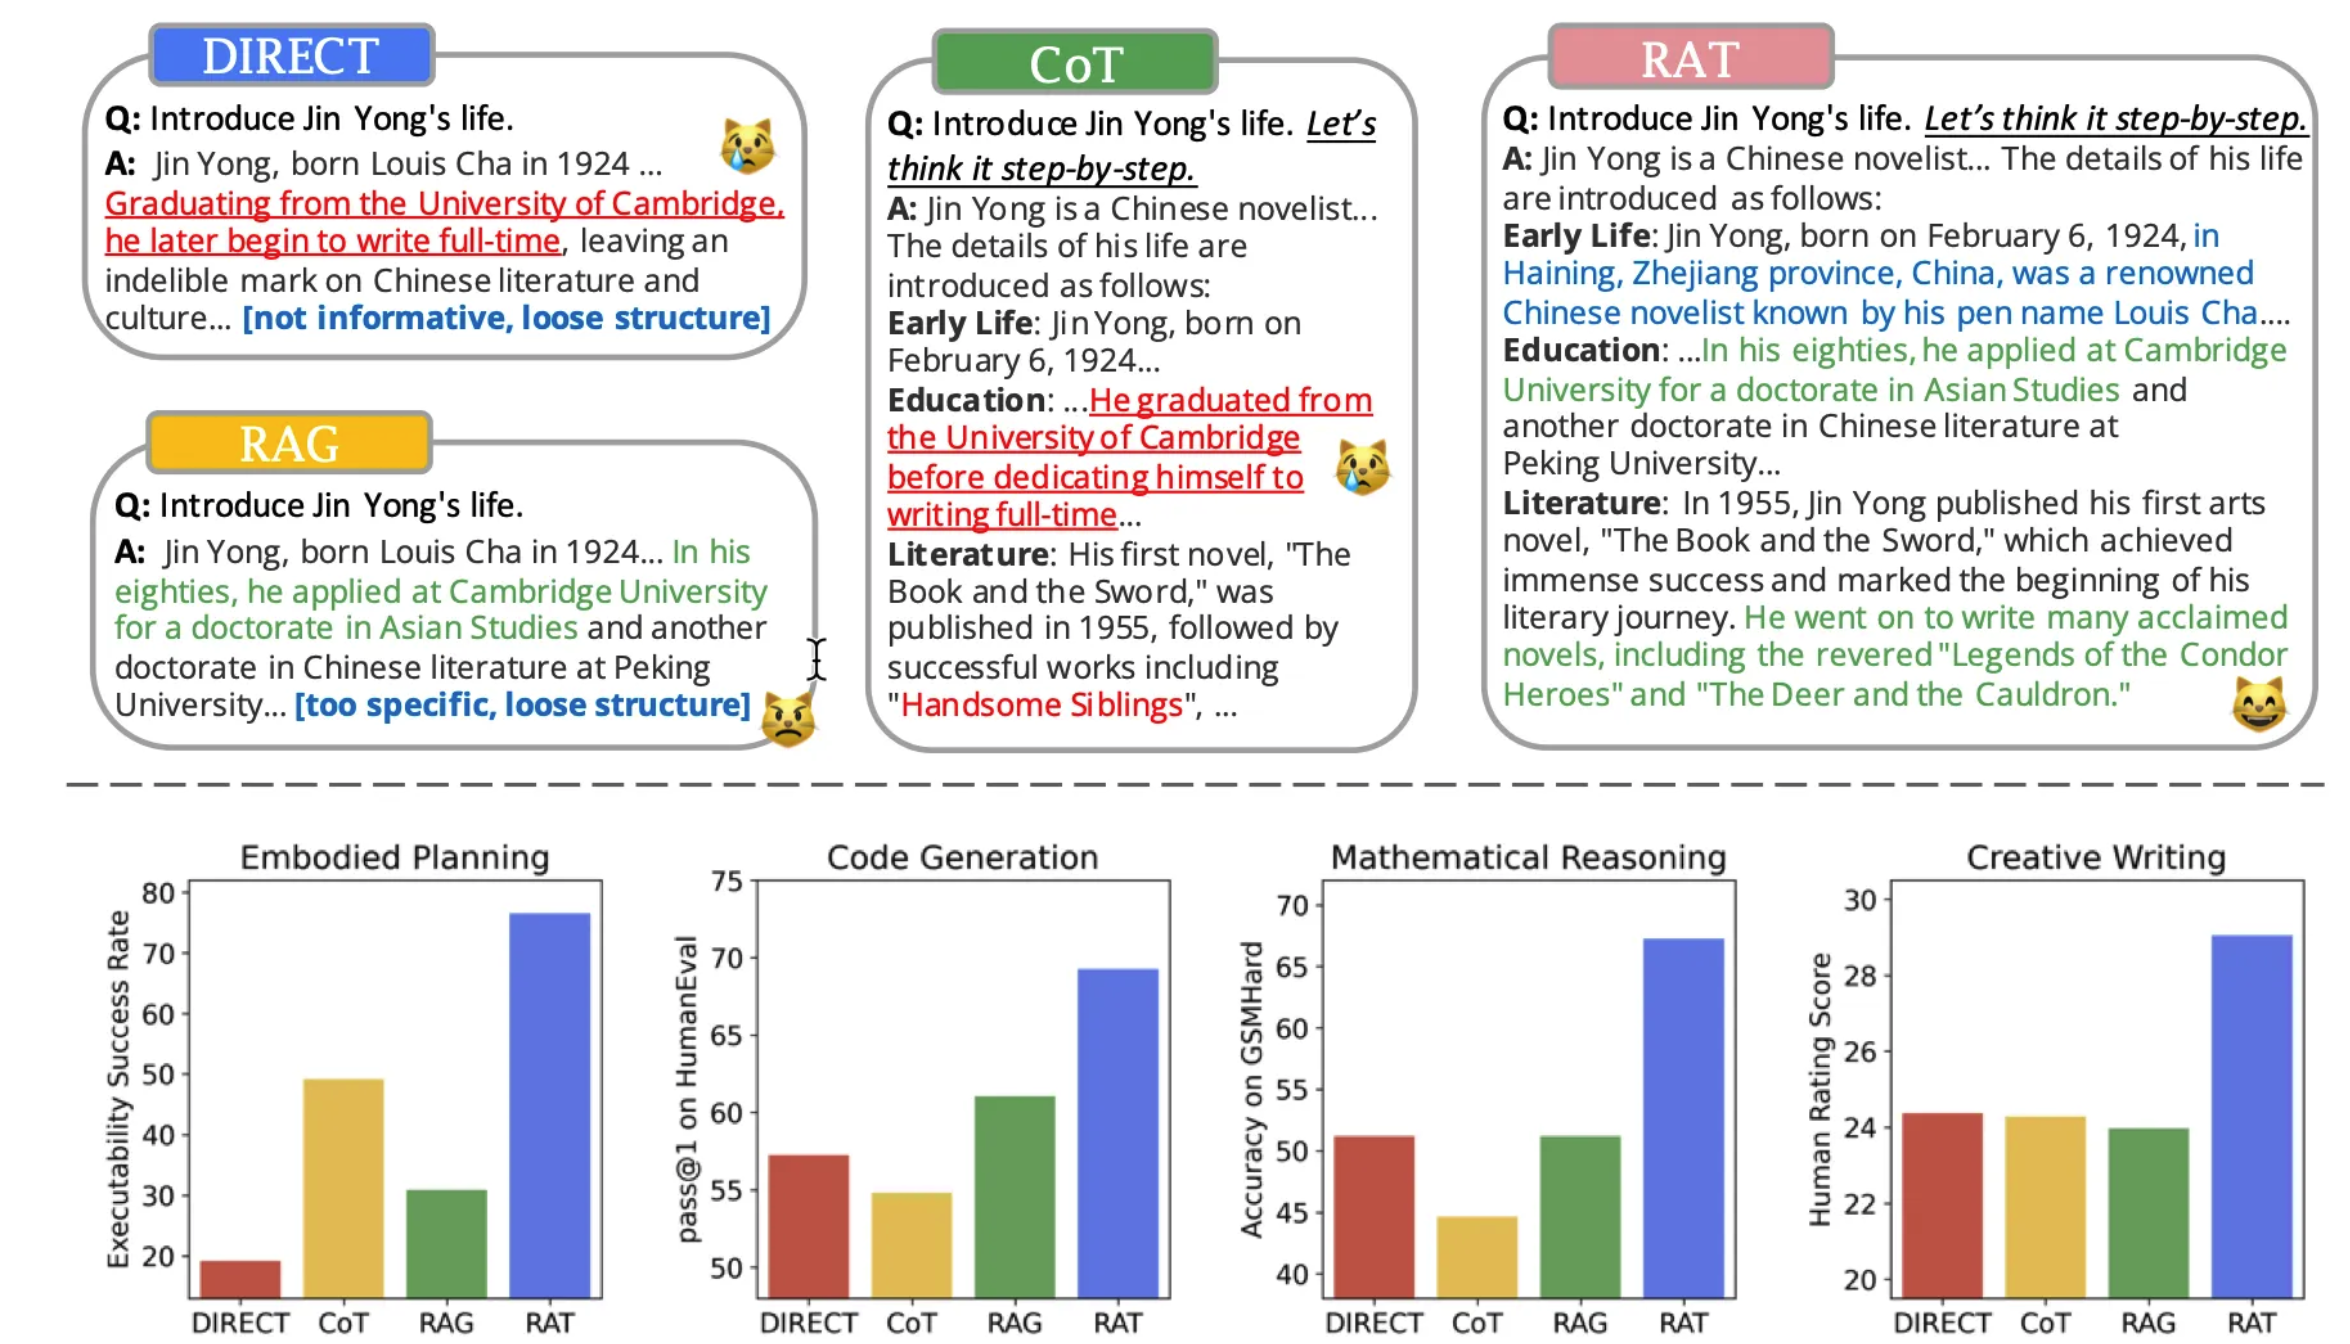 DIRECT
Q: Introduce Jin Yong's life.
A: Jin Yong, born Louis Cha in 1924 ...
Graduating from the University of Cambridge,
he later begin to write full-time, leaving an
indelible mark on Chinese literature and
culture... [not informative, loose structure]
RAG
Q: Introduce Jin Yong's life.
A: Jin Yong, born Louis Cha in 1924... In his
eighties, he applied at Cambridge University
for a doctorate in Asian Studies and another
doctorate in Chinese literature at Peking
University... [too specific, loose structure]
CoT
Q: Introduce Jin Yong's life. Let's
think it step-by-step.
A: Jin Yong is a Chinese novelist...
The details of his life are
introduced as follows:
Early Life: Jin Yong, born on
February 6, 1924...
Education: ...He graduated from
the University of Cambridge
before dedicating himself to
writing full-time...
Literature: His first novel, "The
Book and the Sword," was
published in 1955, followed by
successful works including
"Handsome Siblings", ...
RAT
Q: Introduce Jin Yong's life. Let's think it step-by-step.
A: Jin Yong is a Chinese novelist... The details of his life
are introduced as follows:
Early Life: Jin Yong, born on February 6, 1924, in
Haining, Zhejiang province, China, was a renowned
Chinese novelist known by his pen name Louis Cha....
Education: ...In his eighties, he applied at Cambridge
University for a doctorate in Asian Studies and
another doctorate in Chinese literature at
Peking University...
Literature: In 1955, Jin Yong published his first arts
novel, "The Book and the Sword," which achieved
immense success and marked the beginning of his
literary journey. He went on to write many acclaimed
novels, including the revered "Legends of the Condor
Heroes" and "The Deer and the Cauldron."
Embodied Planning
Executability Success Rate
80
70
60
50
40
30
20
DIRECT CoT RAG RAT
Code Generation
pass@1 on HumanEval
75
70
65
60
55
50
DIRECT CoT RAG RAT
Mathematical Reasoning
Accuracy on GSMHard
70
65
60
55
50
45
40
DIRECT CoT RAG RAT
Creative Writing
Human Rating Score
30
28
26
24
22
20
DIRECT CoT RAG RAT